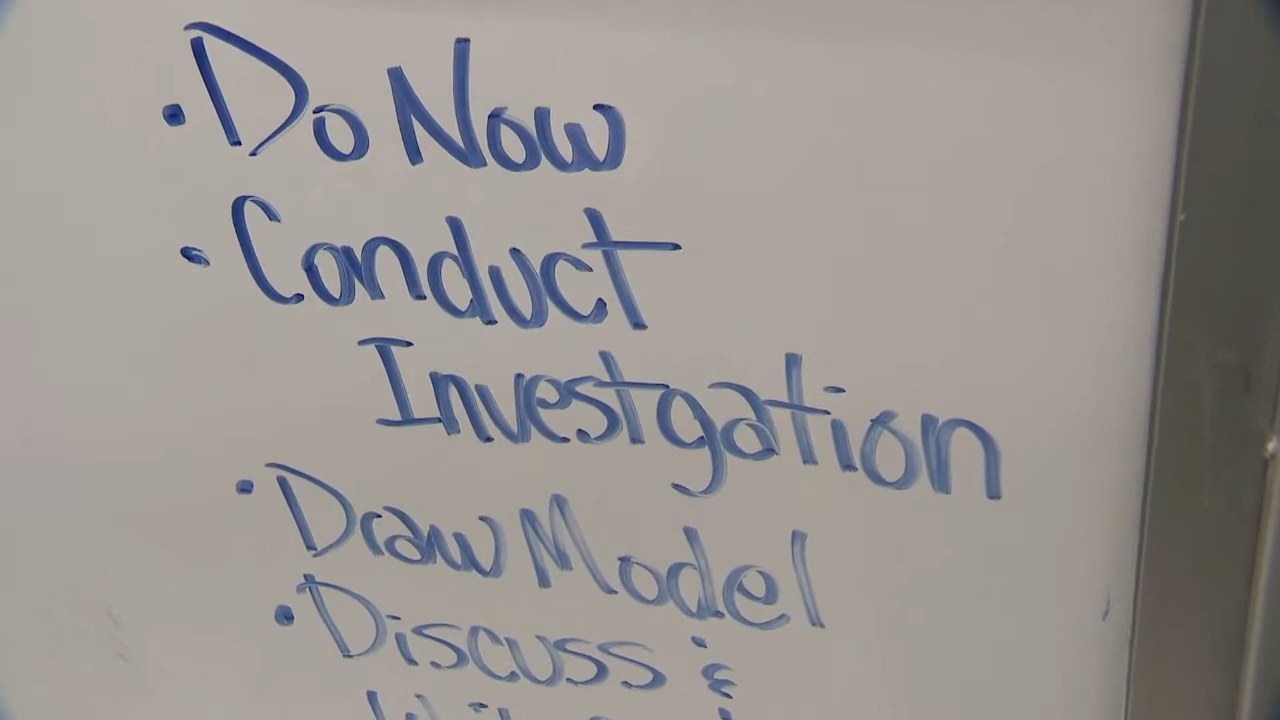 • Do Now
• Conduct
Investgation
• Draw Model
• Discuss &